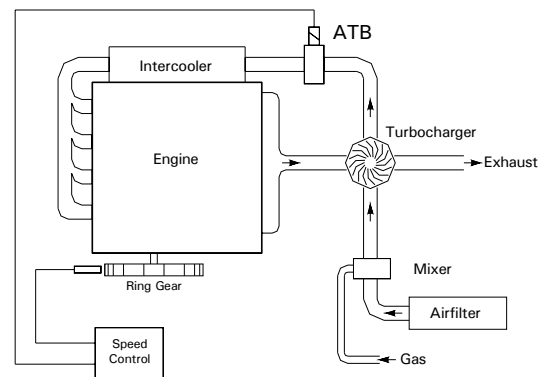 ATB
Intercooler
Turbocharger
Engine
Exhaust
Mixer
Ring Gear
Airfilter
Speed
Control
Gas